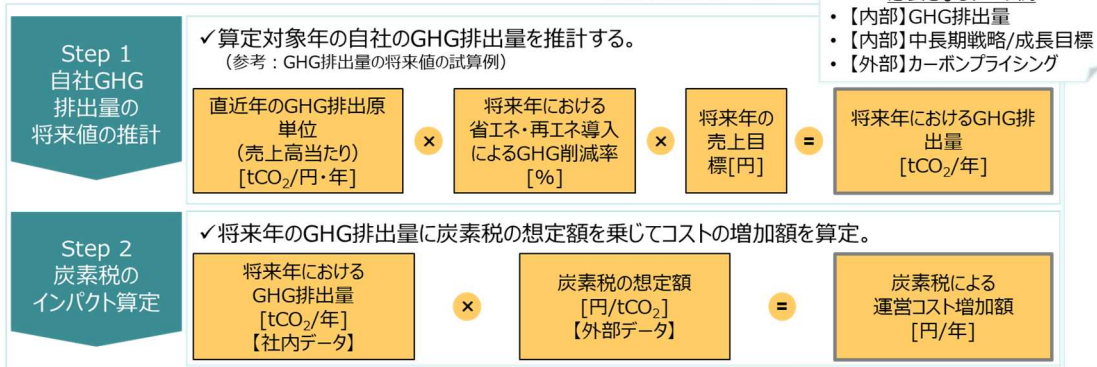 • 【内部】GHG排出量
• 【内部】中長期戦略/成長目標
• 【外部】カーボンプライシング
Step 1
自社GHG
排出量の
将来値の推計
✓算定対象年の自社のGHG排出量を推計する。
（参考：GHG排出量の将来値の試算例）
直近年のGHG排出原
単位
(売上高当たり)
[tCO₂/円・年]
×
将来年における
省エネ・再エネ導入
によるGHG削減率
[%]
×
将来年の
売上目
標[円]
=
将来年におけるGHG排
出量
[tCO₂/年]
Step 2
炭素税の
インパクト算定
✓将来年のGHG排出量に炭素税の想定額を乗じてコストの増加額を算定。
将来年における
GHG排出量
[tCO₂/年]
【社内データ】
×
炭素税の想定額
[円/tCO₂]
【外部データ】
=
炭素税による
運営コスト増加額
[円/年]